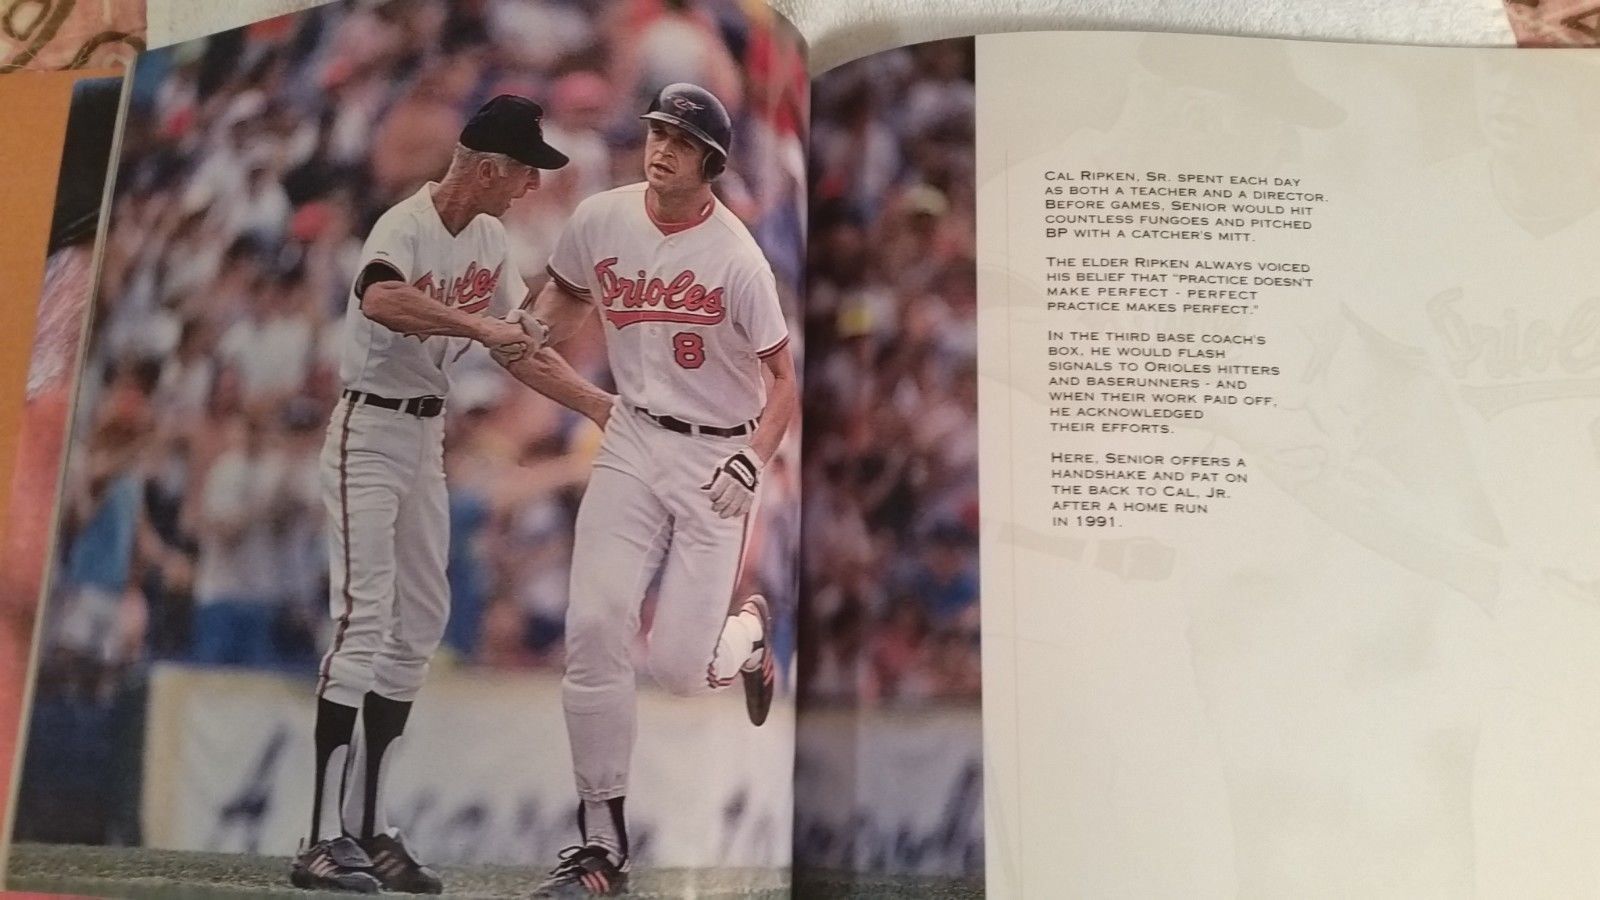 Orioles
Orioles
8
CAL RIPKEN, SR. SPENT EACH DAY
AS BOTH A TEACHER AND A DIRECTOR.
BEFORE GAMES, SENIOR WOULD HIT
COUNTLESS FUNGOES AND PITCHED
BP WITH A CATCHER'S MITT.
THE ELDER RIPKEN ALWAYS VOICED
HIS BELIEF THAT "PRACTICE DOESN'T
MAKE PERFECT - PERFECT
PRACTICE MAKES PERFECT."
IN THE THIRD BASE COACH'S
BOX, HE WOULD FLASH
SIGNALS TO ORIOLES HITTERS
AND BASERUNNERS - AND
WHEN THEIR WORK PAID OFF,
HE ACKNOWLEDGED
THEIR EFFORTS.
HERE, SENIOR OFFERS A
HANDSHAKE AND PAT ON
THE BACK TO CAL, JR.
AFTER A HOME RUN
IN 1991.